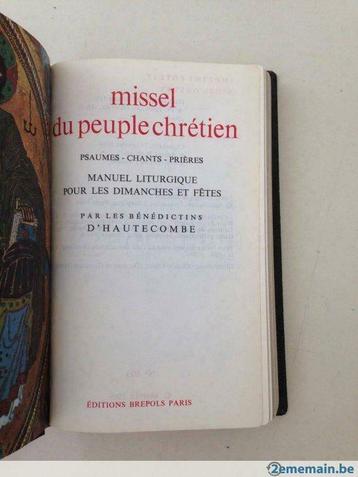 missel
du peuple chrétien
PSAUMES - CHANTS - PRIÈRES
MANUEL LITURGIQUE
POUR LES DIMANCHES ET FÊTES
PAR LES BÉNÉDICTINS
D'HAUTECOMBE
ÉDITIONS BREPOLS PARIS
2ememain.be